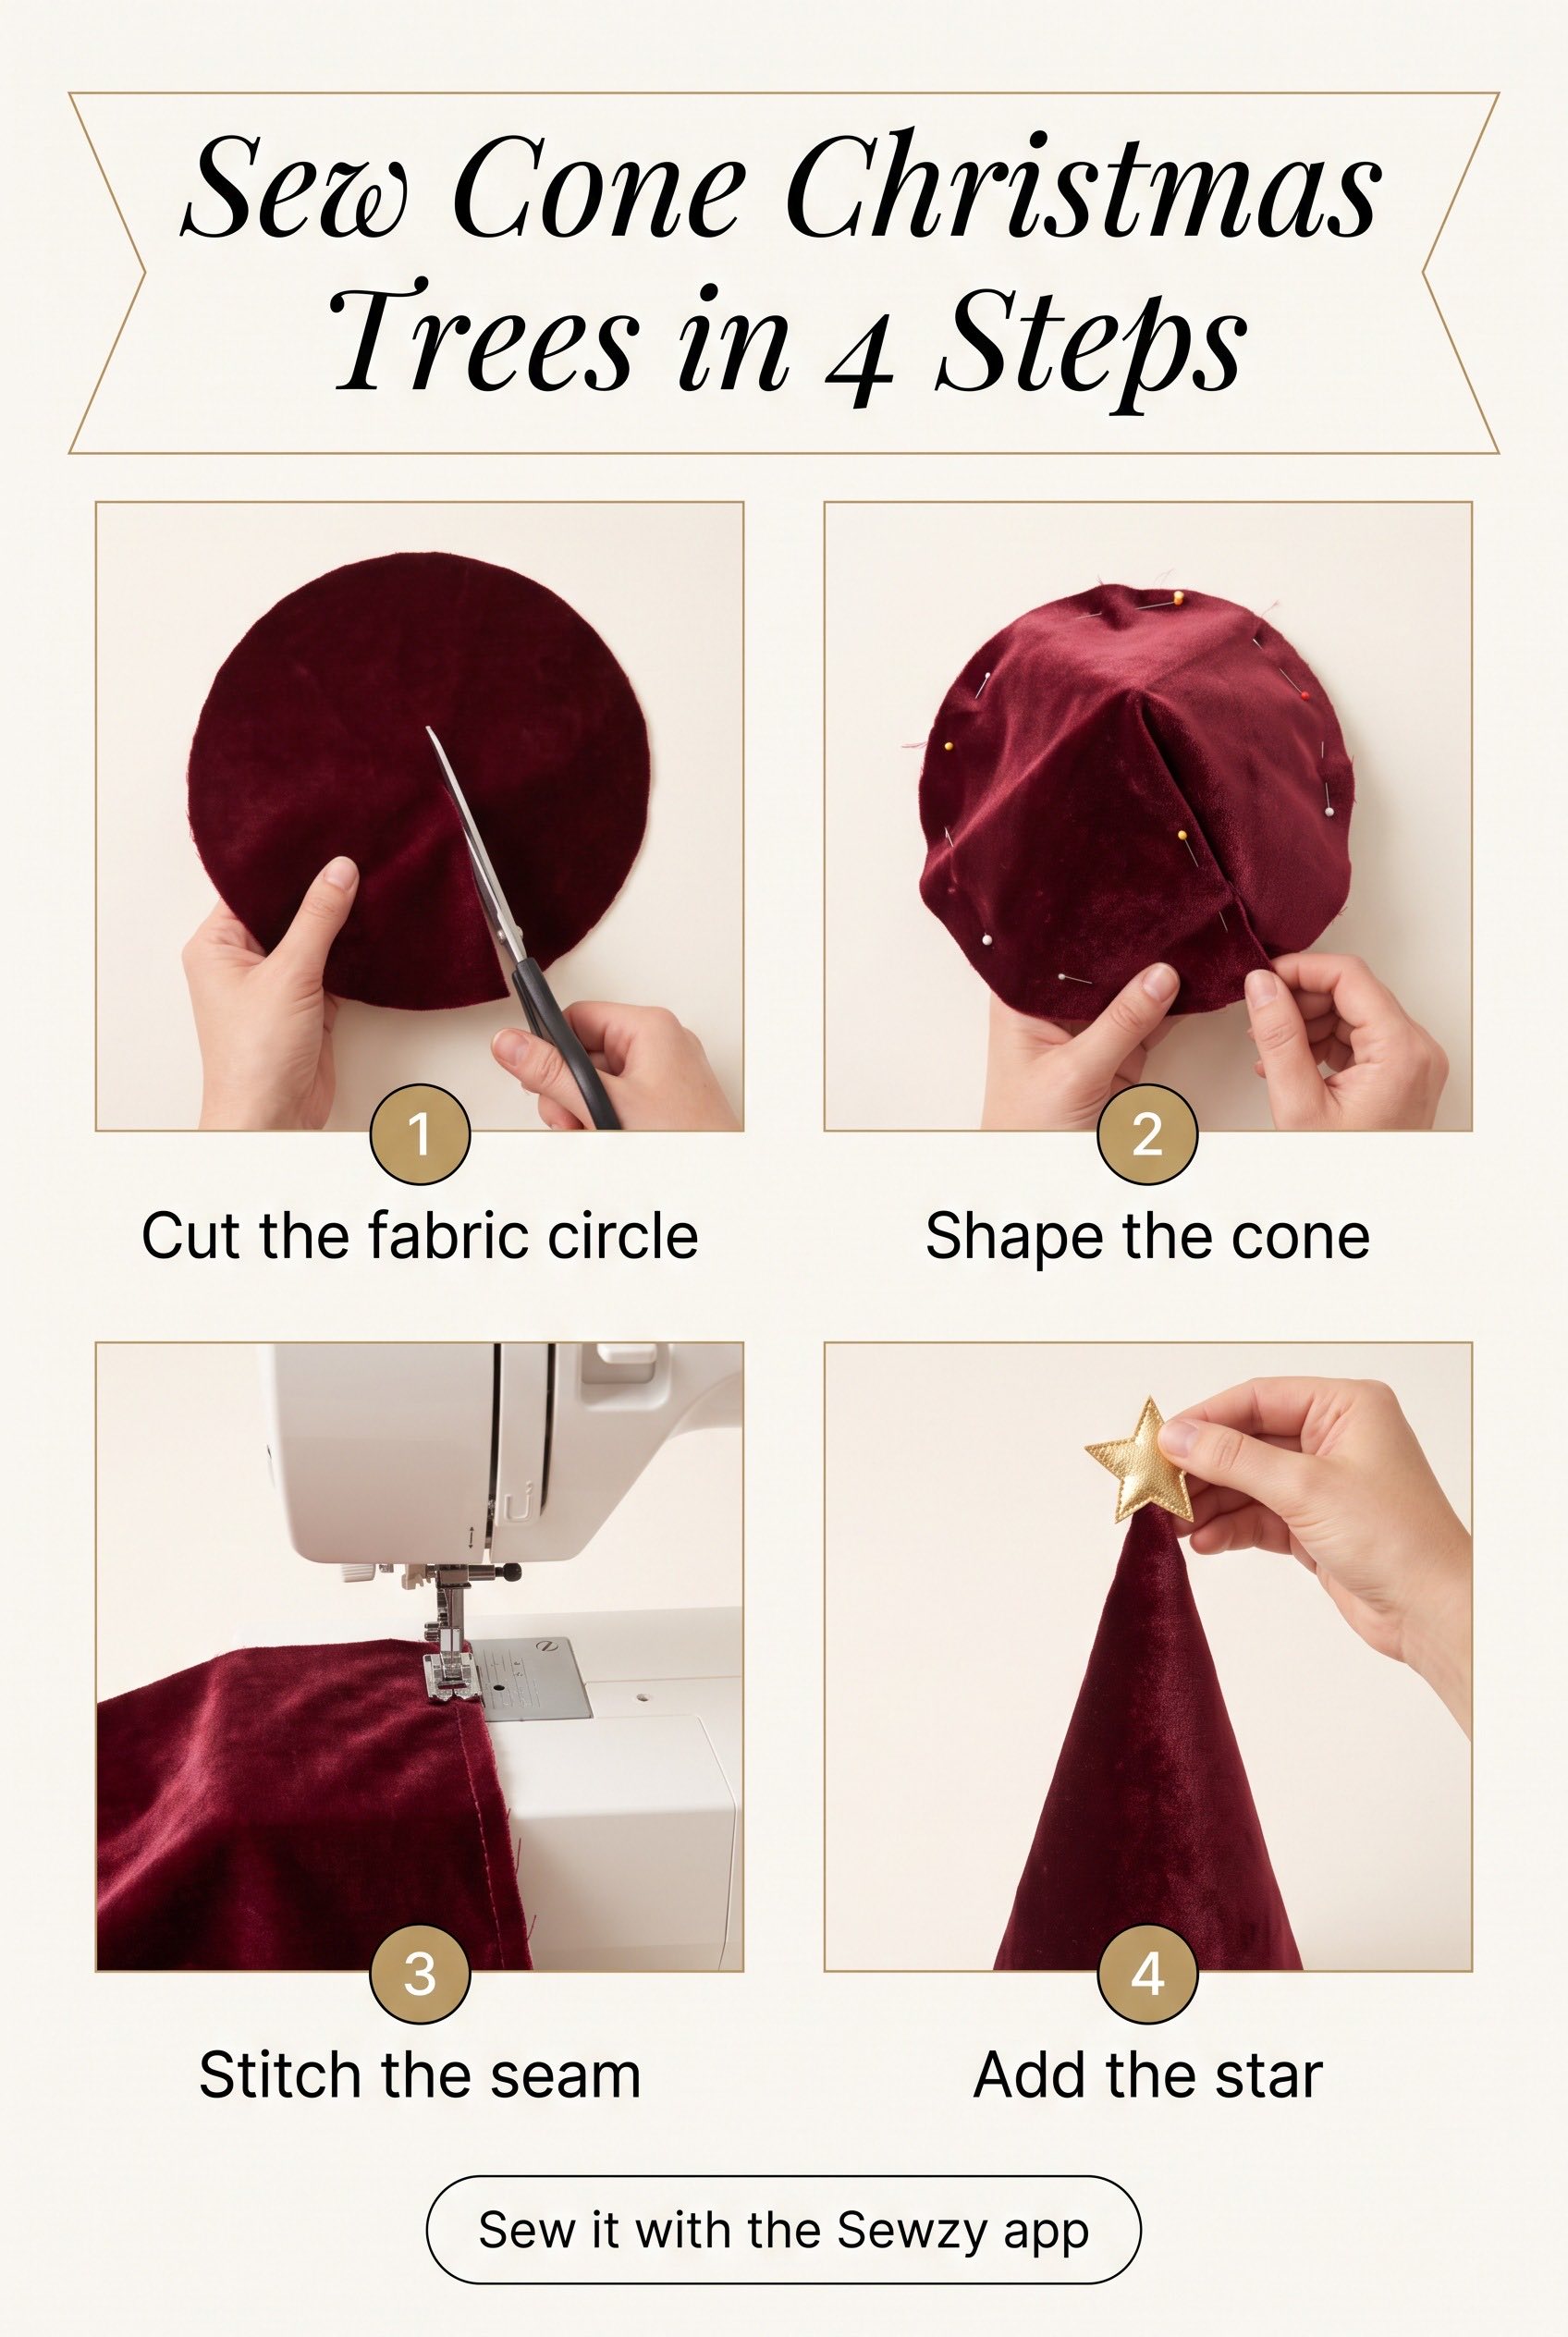 Sew Cone Christmas
Trees in 4 Steps
1
Cut the fabric circle
2
Shape the cone
3
Stitch the seam
4
Add the star
Sew it with the Sewzy app